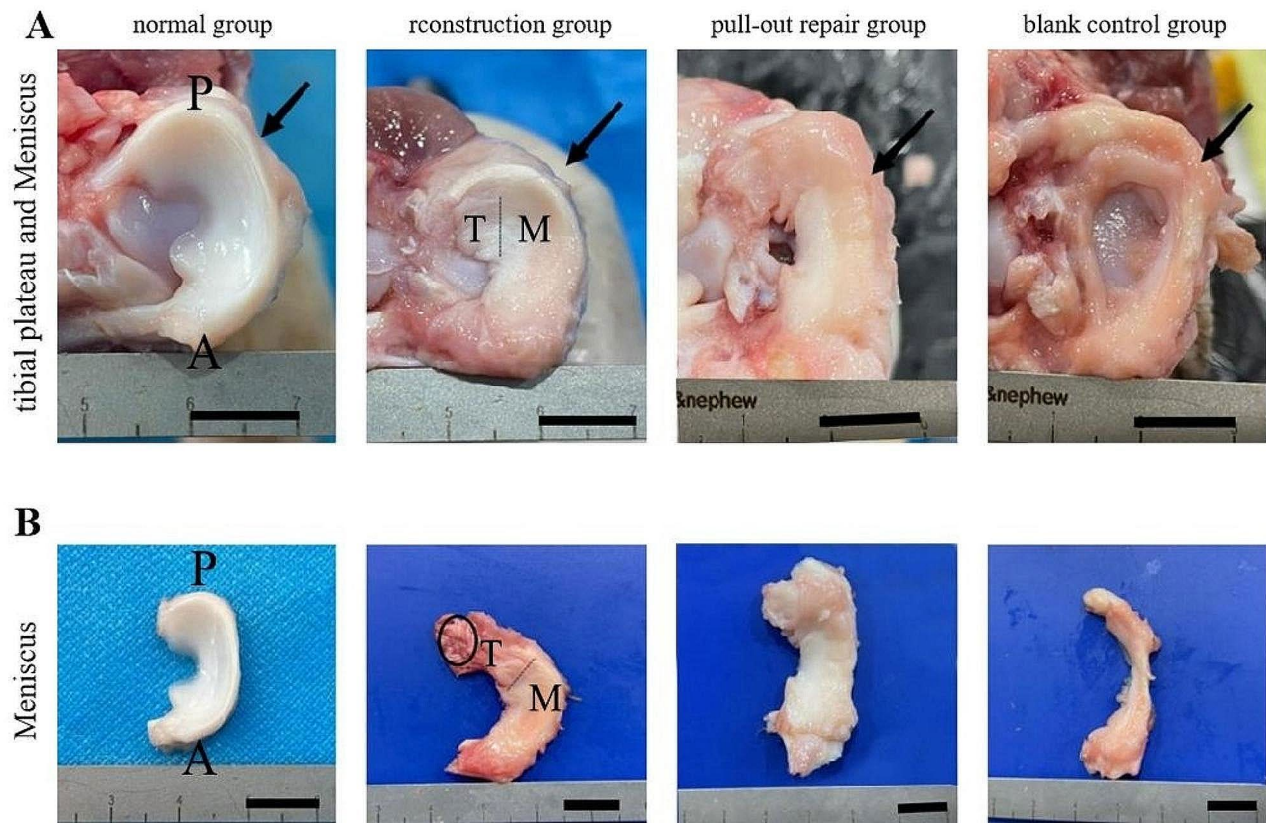 A
normal group
rconstruction group
pull-out repair group
blank control group
tibial plateau and Meniscus
P
A
T
M
5
6
7
5
6
7
&nephew
1
&nephew
B
Meniscus
P
A
T
M
3
4